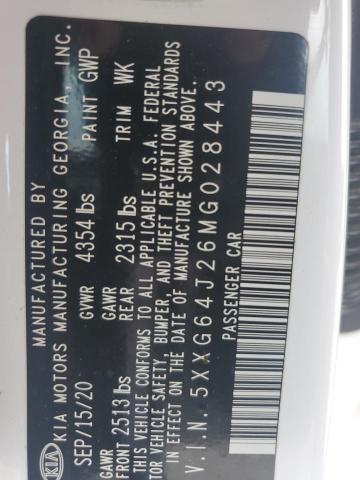 KIA
MANUFACTURED BY
KIA MOTORS MANUFACTURING GEORGIA, INC.
SEP/15/20 GVWR 4354 lbs PAINT GWP
GAWR FRONT 2513 lbs GAWR REAR 2315 lbs TRIM WK
THIS VEHICLE CONFORMS TO ALL APPLICABLE U.S.A. FEDERAL
MOTOR VEHICLE SAFETY, BUMPER, AND THEFT PREVENTION STANDARDS
IN EFFECT ON THE DATE OF MANUFACTURE SHOWN ABOVE.
V.I.N. 5XXG64J26MG028443
PASSENGER CAR